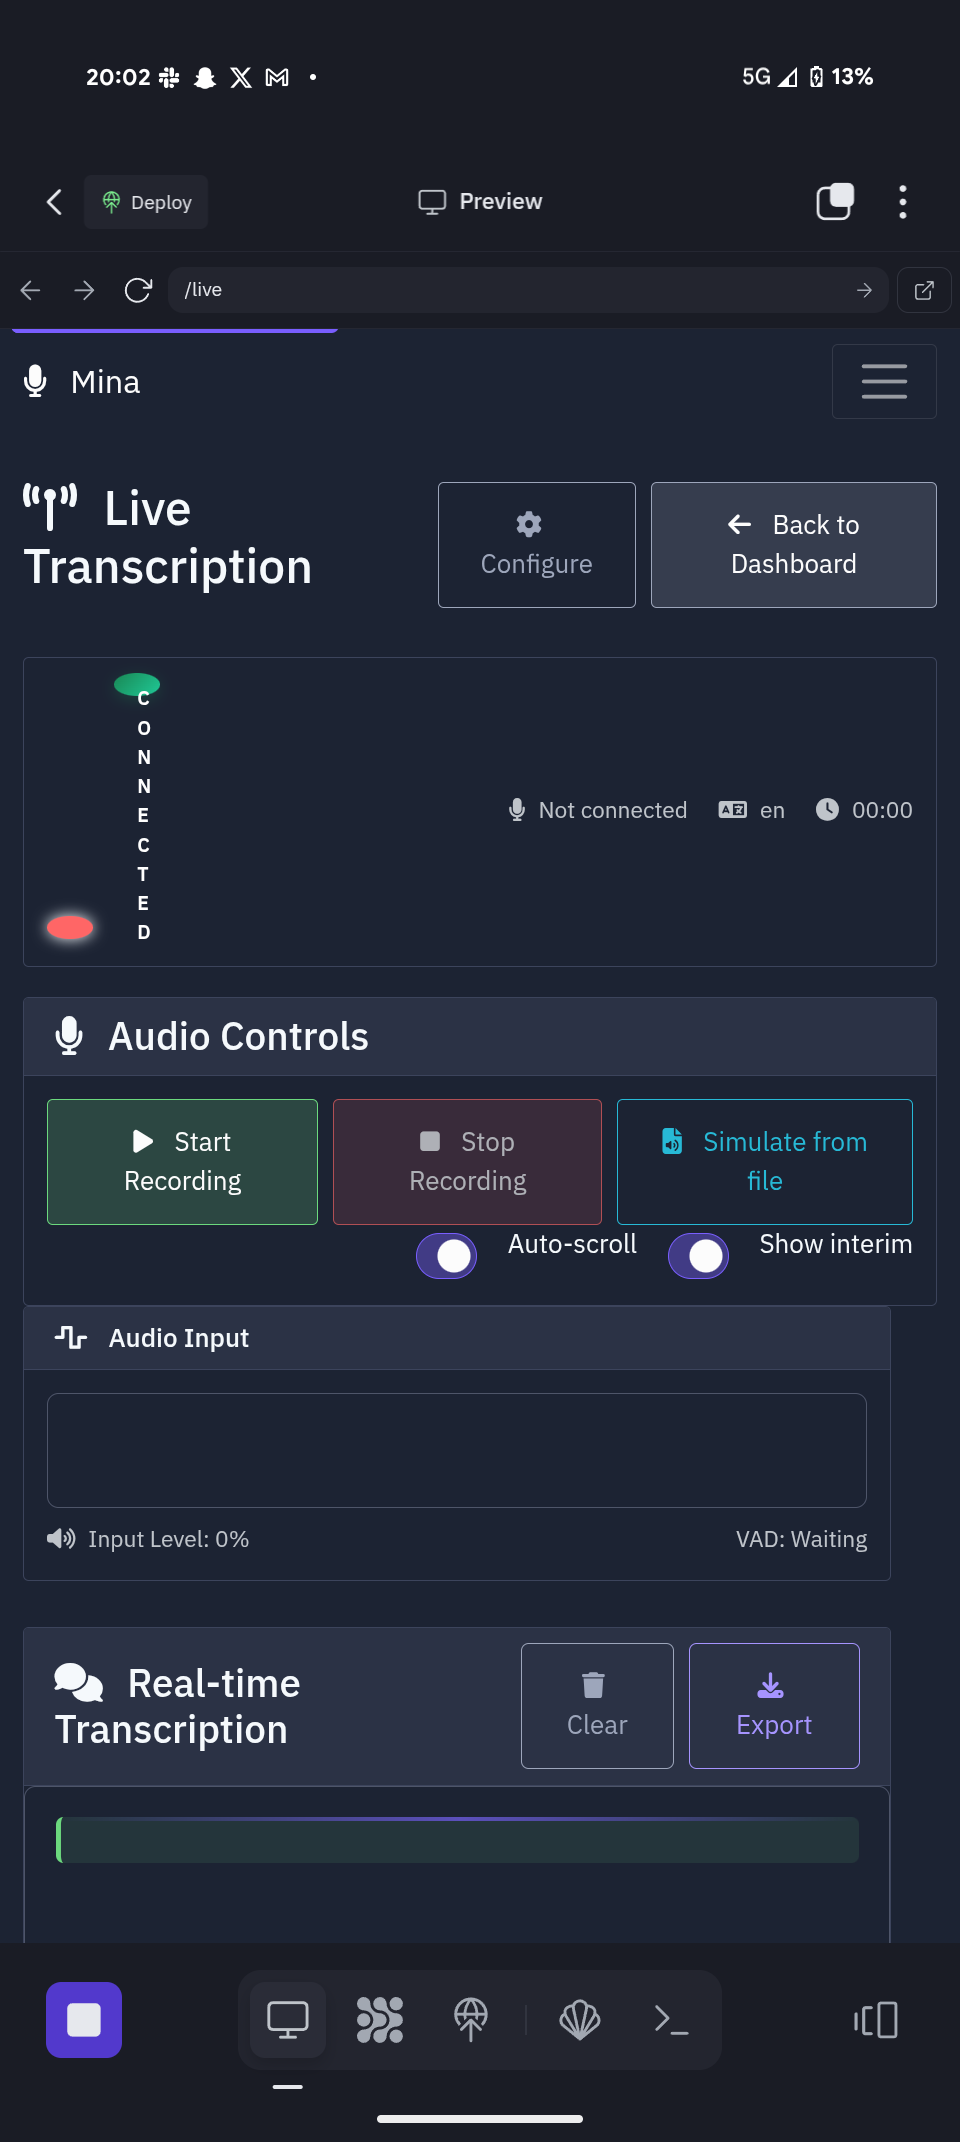 20:02
5G 13%
Deploy
Preview
/live
Mina
Live
Transcription
Configure
Back to
Dashboard
CONNECTED
Not connected
en
00:00
Audio Controls
Start
Recording
Stop
Recording
Simulate from
file
Auto-scroll
Show interim
Audio Input
Input Level: 0%
VAD: Waiting
Real-time
Transcription
Clear
Export